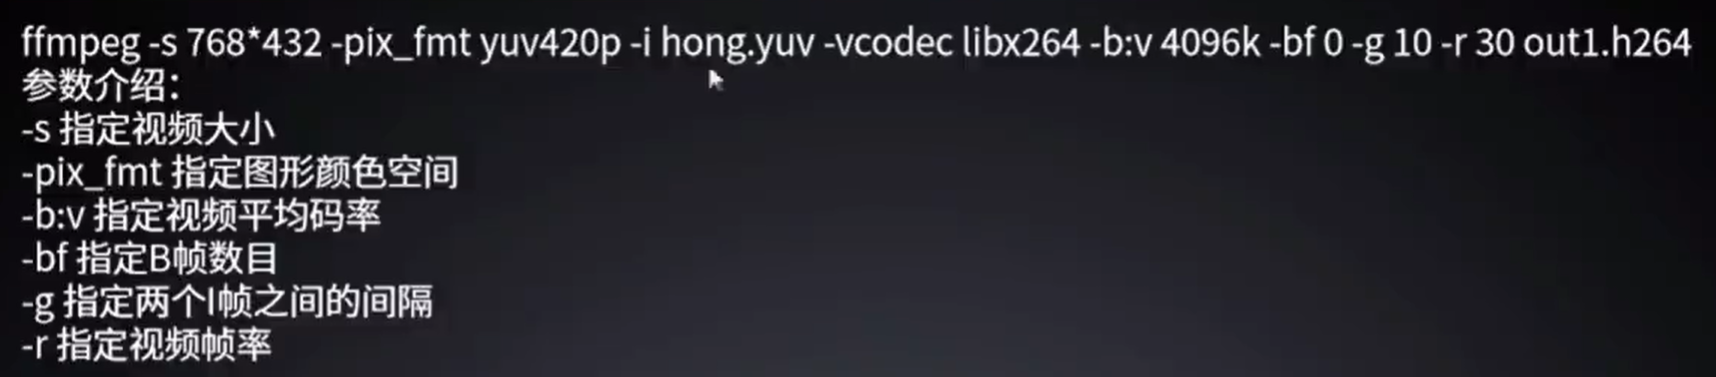 ffmpeg -s 768*432 -pix_fmt yuv420p -i hong.yuv -vcodec libx264 -b:v 4096k -bf 0 -g 10 -r 30 out1.h264
参数介绍：
-s 指定视频大小
-pix_fmt 指定图形颜色空间
-b:v 指定视频平均码率
-bf 指定B帧数目
-g 指定两个I帧之间的间隔
-r 指定视频帧率